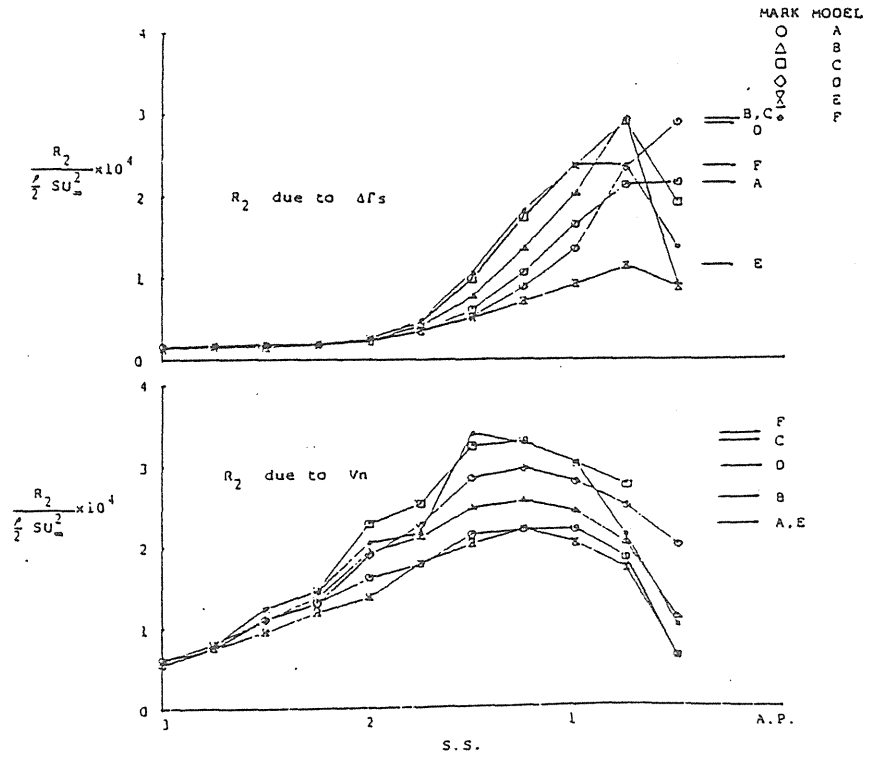 MARK MODEL
A
B
C
D
E
F
4
3
2
1
0
R₂
ρ/2 SU∞² ×10⁴
R₂ due to ΔΓs
B,C
D
F
A
E
4
3
2
1
0
R₂
ρ/2 SU∞² ×10⁴
R₂ due to Vn
F
C
D
B
A,E
3
2
1
A.P.
S.S.